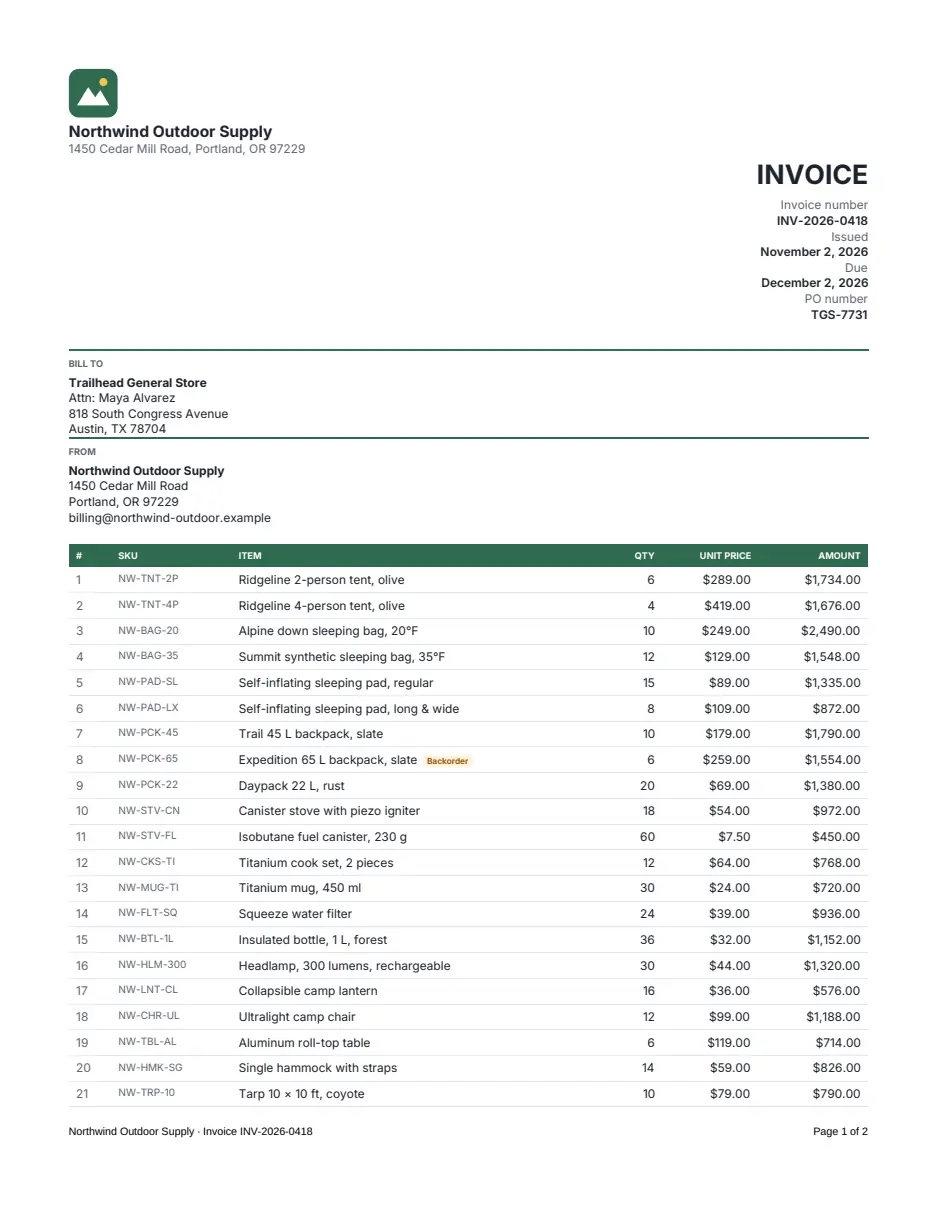 Northwind Outdoor Supply
1450 Cedar Mill Road, Portland, OR 97229
INVOICE
Invoice number
INV-2026-0418
Issued
November 2, 2026
Due
December 2, 2026
PO number
TGS-7731
BILL TO
Trailhead General Store
Attn: Maya Alvarez
818 South Congress Avenue
Austin, TX 78704
FROM
Northwind Outdoor Supply
1450 Cedar Mill Road
Portland, OR 97229
billing@northwind-outdoor.example
# SKU ITEM QTY UNIT PRICE AMOUNT
1 NW-TNT-2P Ridgeline 2-person tent, olive 6 $289.00 $1,734.00
2 NW-TNT-4P Ridgeline 4-person tent, olive 4 $419.00 $1,676.00
3 NW-BAG-20 Alpine down sleeping bag, 20°F 10 $249.00 $2,490.00
4 NW-BAG-35 Summit synthetic sleeping bag, 35°F 12 $129.00 $1,548.00
5 NW-PAD-SL Self-inflating sleeping pad, regular 15 $89.00 $1,335.00
6 NW-PAD-LX Self-inflating sleeping pad, long & wide 8 $109.00 $872.00
7 NW-PCK-45 Trail 45 L backpack, slate 10 $179.00 $1,790.00
8 NW-PCK-65 Expedition 65 L backpack, slate Backorder 6 $259.00 $1,554.00
9 NW-PCK-22 Daypack 22 L, rust 20 $69.00 $1,380.00
10 NW-STV-CN Canister stove with piezo igniter 18 $54.00 $972.00
11 NW-STV-FL Isobutane fuel canister, 230 g 60 $7.50 $450.00
12 NW-CKS-TI Titanium cook set, 2 pieces 12 $64.00 $768.00
13 NW-MUG-TI Titanium mug, 450 ml 30 $24.00 $720.00
14 NW-FLT-SQ Squeeze water filter 24 $39.00 $936.00
15 NW-BTL-1L Insulated bottle, 1 L, forest 36 $32.00 $1,152.00
16 NW-HLM-300 Headlamp, 300 lumens, rechargeable 30 $44.00 $1,320.00
17 NW-LNT-CL Collapsible camp lantern 16 $36.00 $576.00
18 NW-CHR-UL Ultralight camp chair 12 $99.00 $1,188.00
19 NW-TBL-AL Aluminum roll-top table 6 $119.00 $714.00
20 NW-HMK-SG Single hammock with straps 14 $59.00 $826.00
21 NW-TRP-10 Tarp 10 × 10 ft, coyote 10 $79.00 $790.00
Northwind Outdoor Supply · Invoice INV-2026-0418 Page 1 of 2